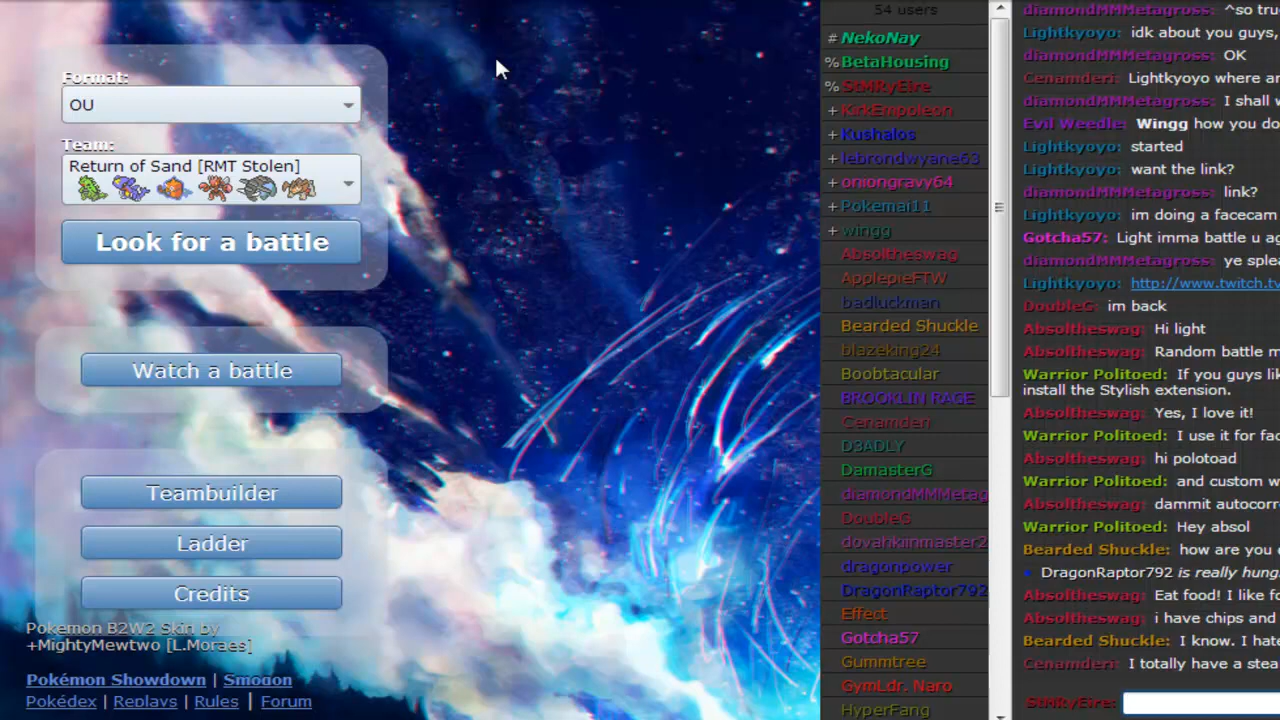 Format:
OU
Team:
Return of Sand [RMT Stolen]
Look for a battle
Watch a battle
Teambuilder
Ladder
Credits
Pokemon B2W2 Skin by
+MightyMewtwo [L.Moraes]
Pokémon Showdown | Smogon
Pokédex | Replays | Rules | Forum
54 users
#NekoNay
%BetaHousing
%StMRyEire
+KirkEmpoleon
+Kushalos
+lebrondwyane63
+oniongravy64
+Pokemai11
+wingg
Absoltheswag
ApplepieFTW
badluckman
Bearded Shuckle
blazeking24
Boobtacular
BROOKLIN RAGE
Cenamden
D3ADLY
DamasterG
diamondMMMetag
DoubleG
dovahkiinmaster2
dragonpower
DragonRaptor792
Effect
Gotcha57
Gummtree
GymLdr. Naro
HyperFang
diamondMMMetagross: ^so tru
Lightkyoyo: idk about you guys,
diamondMMMetagross: OK
Cenamden: Lightkyoyo where ar
diamondMMMetagross: I shall w
Evil Weedle: Wingg how you do
Lightkyoyo: started
Lightkyoyo: want the link?
diamondMMMetagross: link?
Lightkyoyo: im doing a facecam
Gotcha57: Light imma battle u ag
diamondMMMetagross: ye splea
Lightkyoyo: http://www.twitch.tv
DoubleG: im back
Absoltheswag: Hi light
Absoltheswag: Random battle m
Warrior Politoed: If you guys lik
install the Stylish extension.
Absoltheswag: Yes, I love it!
Warrior Politoed: I use it for fac
Absoltheswag: hi polotoad
Warrior Politoed: and custom w
Absoltheswag: dammit autocorr
Warrior Politoed: Hey absol
Bearded Shuckle: how are you
• DragonRaptor792 is really hung
Absoltheswag: Eat food! I like fo
Absoltheswag: i have chips and
Bearded Shuckle: I know. I hate
Cenamden: I totally have a stea
StMRyEire: